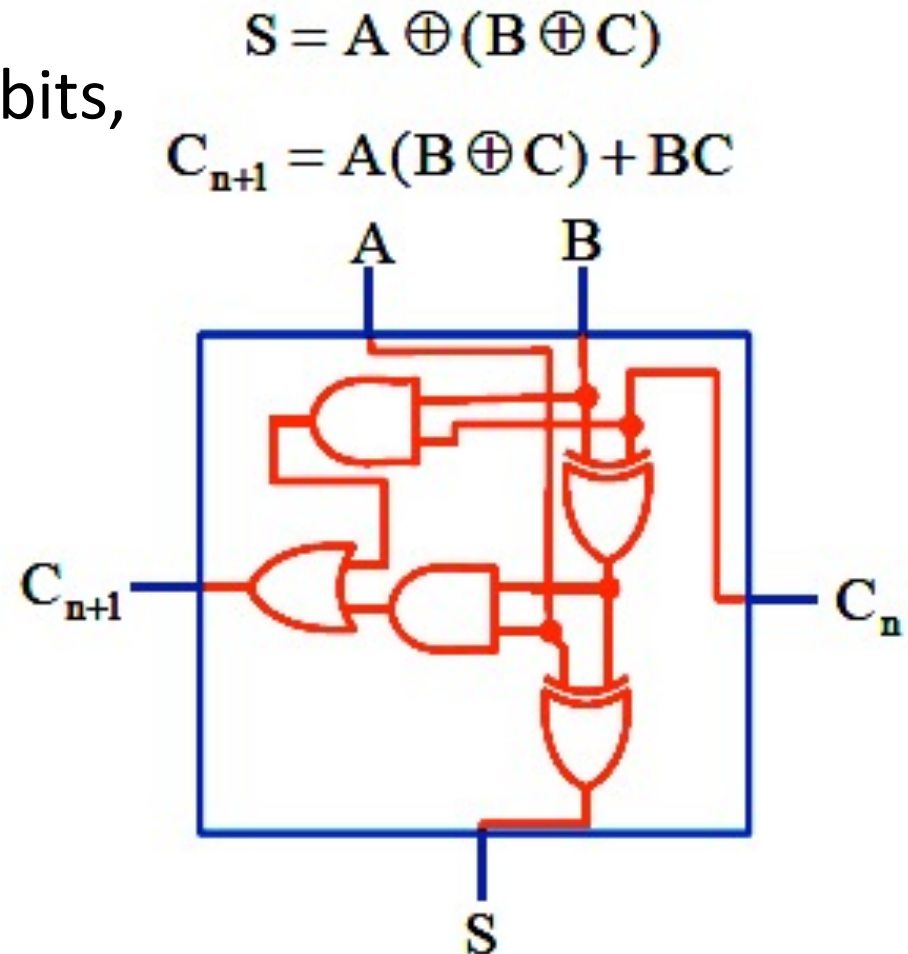 S = A ⊕ (B ⊕ C)
bits,
Cₙ₊₁ = A(B ⊕ C) + BC
A B
Cₙ₊₁ Cₙ
S